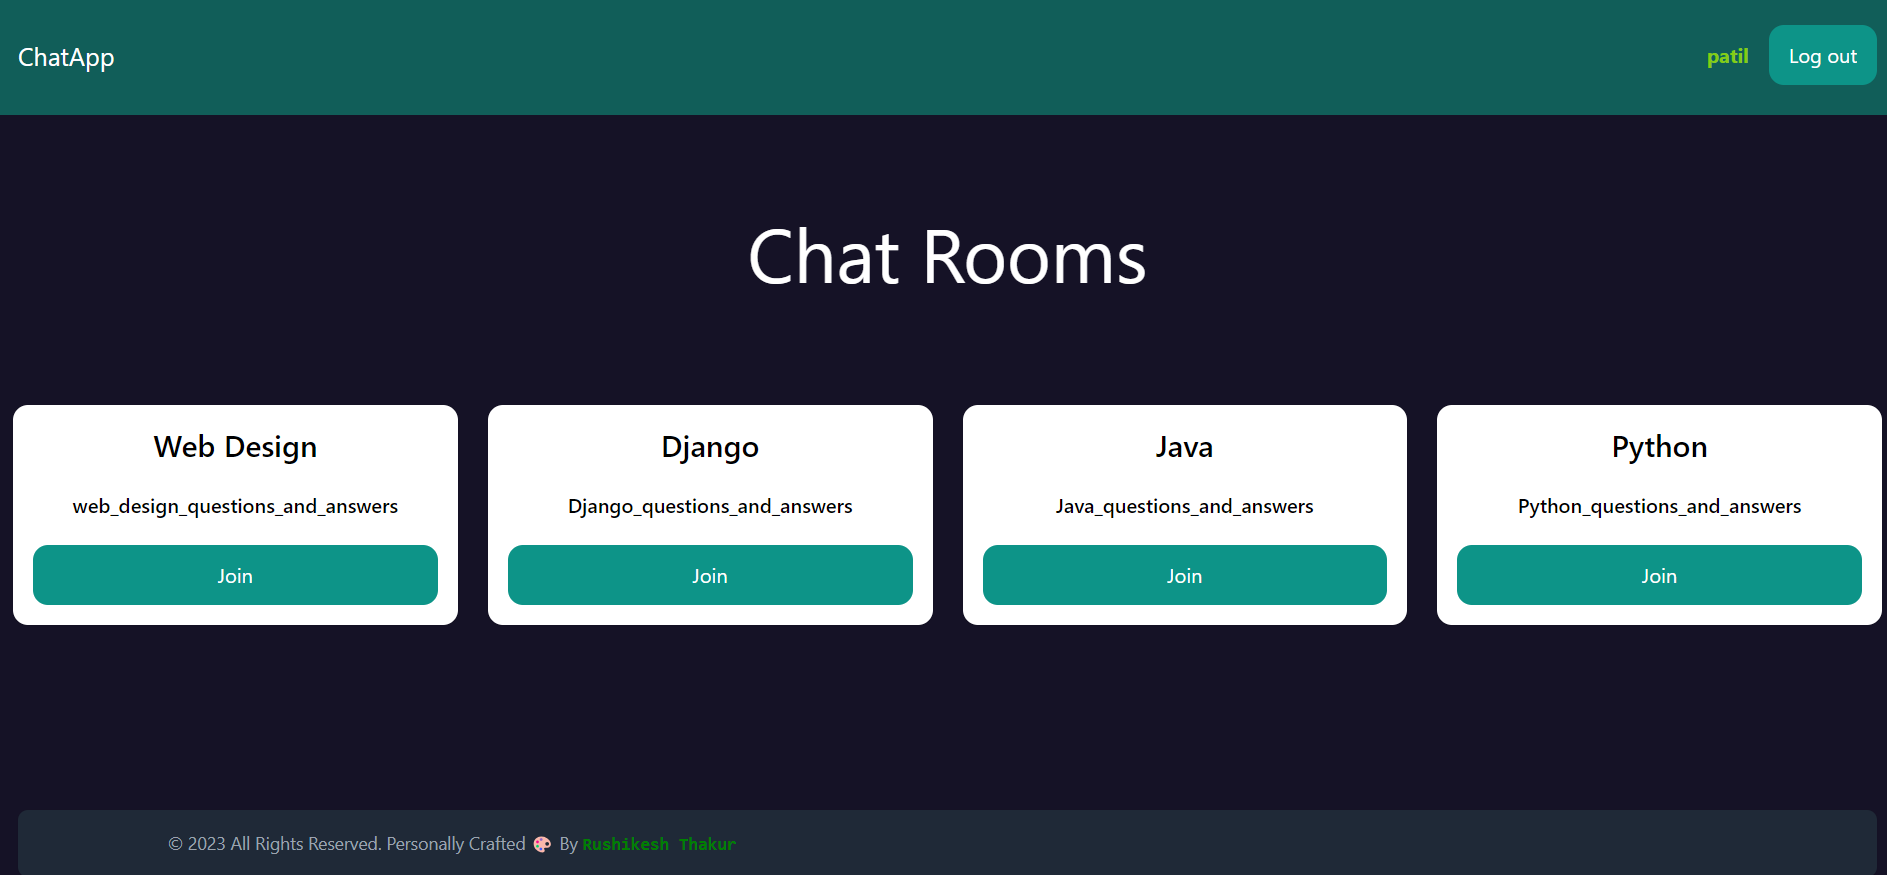 ChatApp
patil
Log out
Chat Rooms
Web Design
web_design_questions_and_answers
Join
Django
Django_questions_and_answers
Join
Java
Java_questions_and_answers
Join
Python
Python_questions_and_answers
Join
© 2023 All Rights Reserved. Personally Crafted 🎨 By Rushikesh Thakur